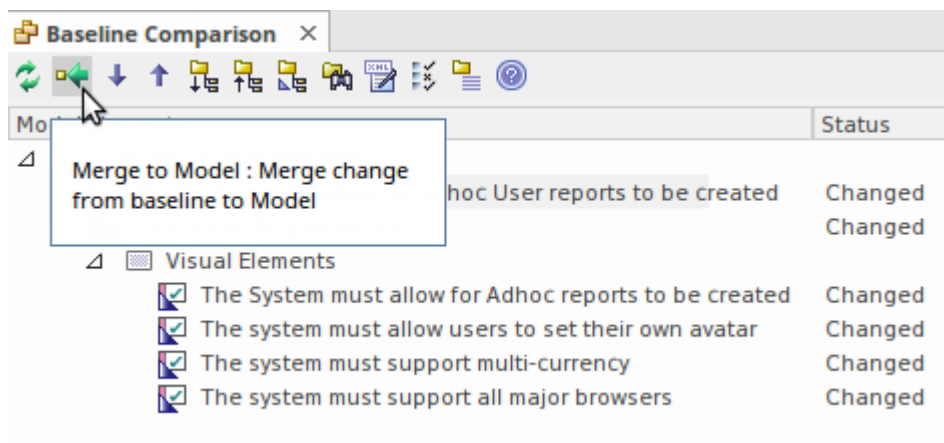 Baseline Comparison
XML
Mo Status
Merge to Model : Merge change
from baseline to Model
hoc User reports to be created Changed
Changed
Visual Elements
The System must allow for Adhoc reports to be created Changed
The system must allow users to set their own avatar Changed
The system must support multi-currency Changed
The system must support all major browsers Changed